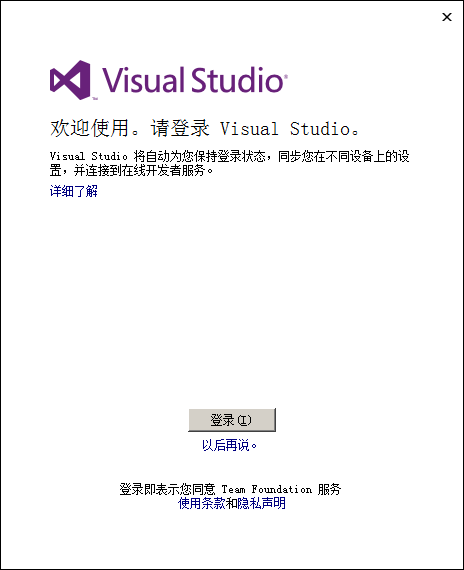 Visual Studio
欢迎使用。请登录 Visual Studio。
Visual Studio 将自动为您保持登录状态，同步您在不同设备上的设
置，并连接到在线开发者服务。
详细了解
登录(I)
以后再说。
登录即表示您同意 Team Foundation 服务
使用条款和隐私声明